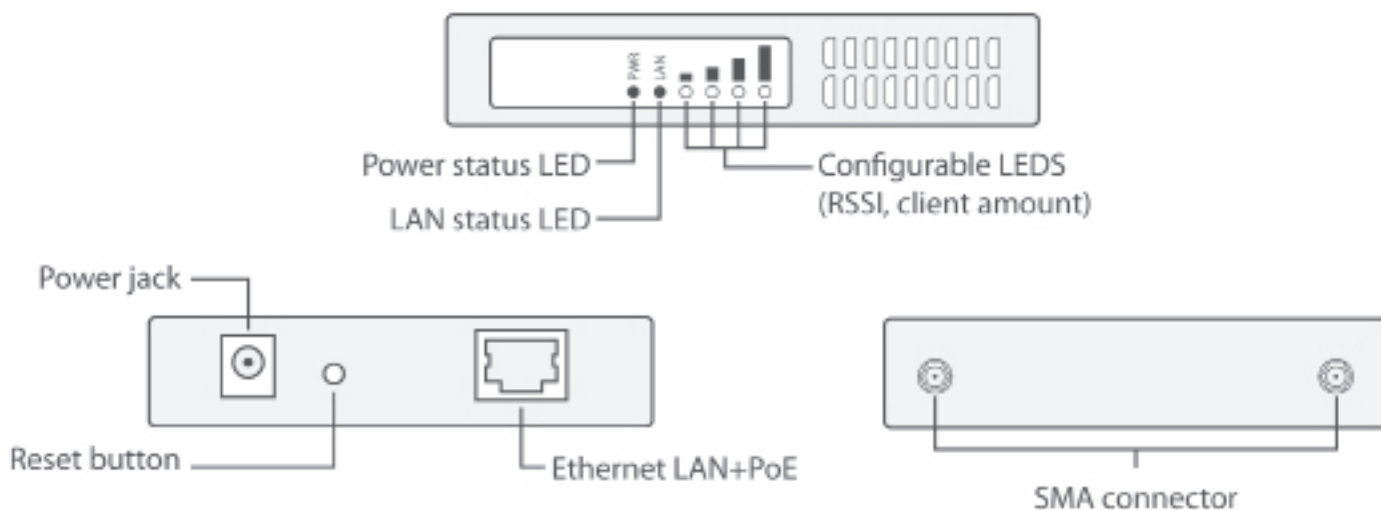 PWR
LAN
Power status LED
Configurable LEDS
(RSSI, client amount)
LAN status LED
Power jack
Reset button
Ethernet LAN+PoE
SMA connector